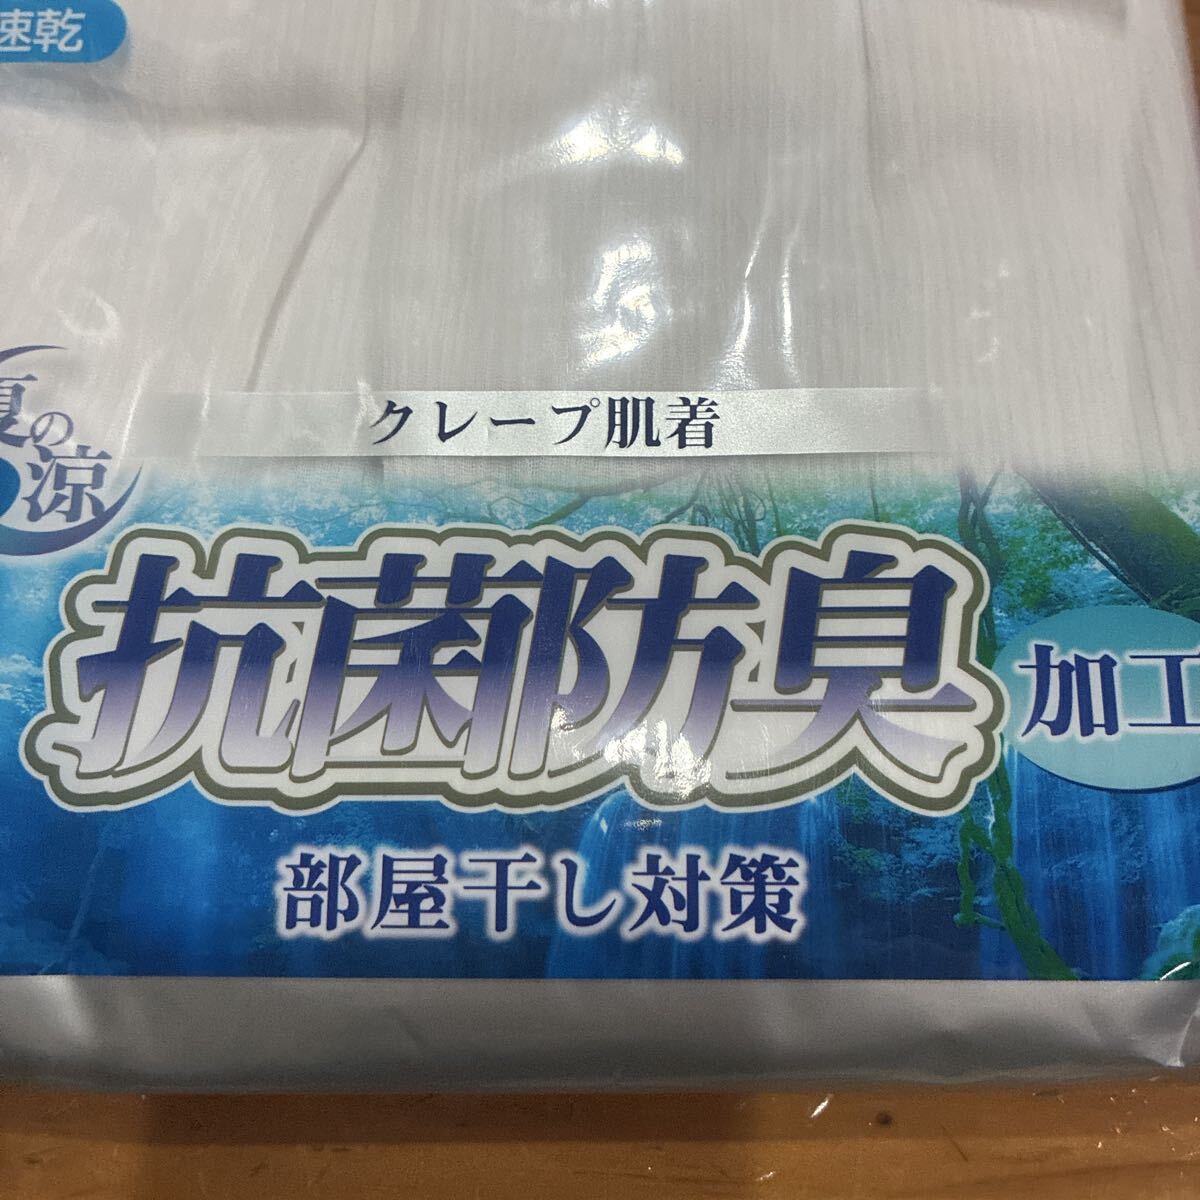 速乾
夏の
涼
クレープ肌着
抗菌防臭
加工
部屋干し対策